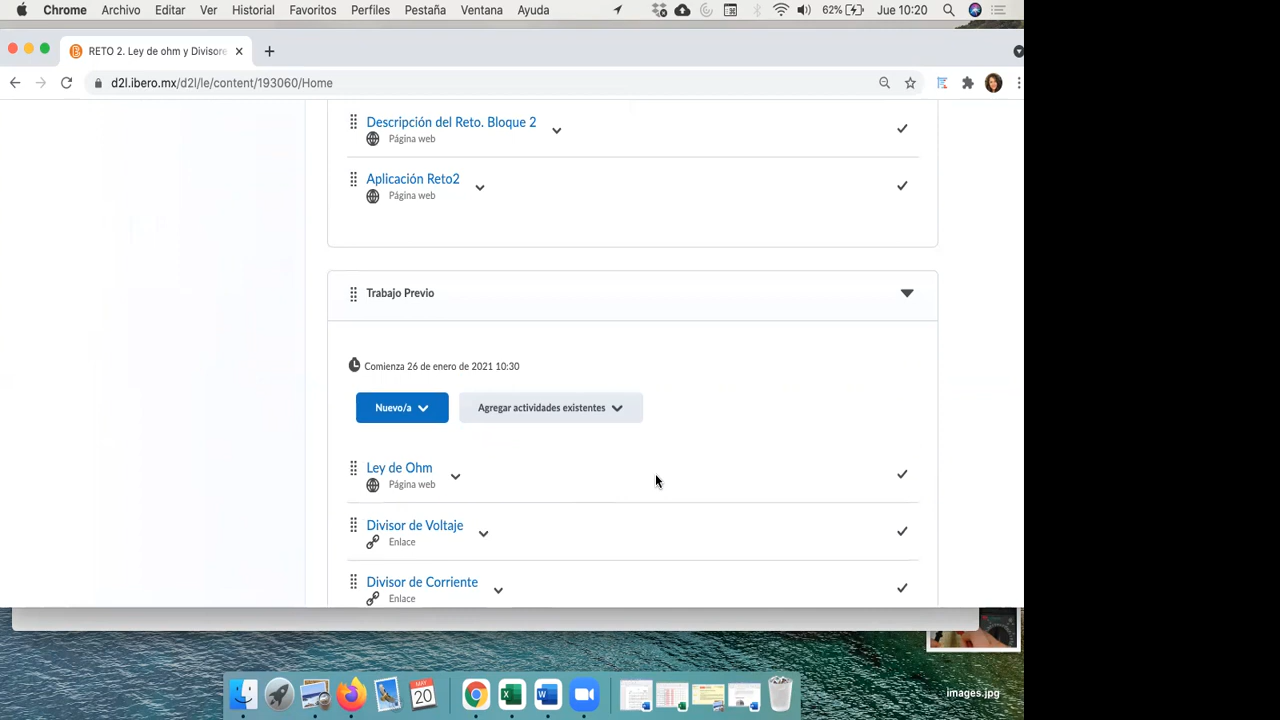 Chrome Archivo Editar Ver Historial Favoritos Perfiles Pestaña Ventana Ayuda 62% Jue 10:20
RETO 2. Ley de ohm y Divisore
d2l.ibero.mx/d2l/le/content/193060/Home
Descripción del Reto. Bloque 2
Página web
Aplicación Reto2
Página web
Trabajo Previo
Comienza 26 de enero de 2021 10:30
Nuevo/a Agregar actividades existentes
Ley de Ohm
Página web
Divisor de Voltaje
Enlace
Divisor de Corriente
Enlace
MAY
20
images.jpg